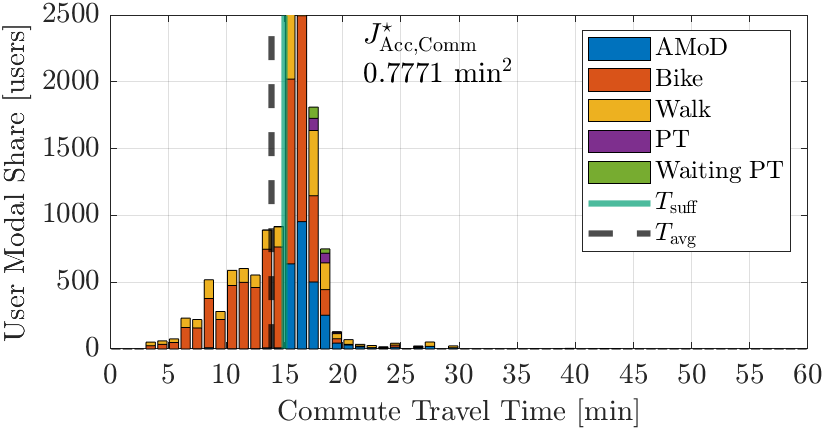 2500
2000
1500
1000
500
0
User Modal Share [users]
J⋆Acc,Comm
0.7771 min²
AMoD
Bike
Walk
PT
Waiting PT
Tsuff
Tavg
0 5 10 15 20 25 30 35 40 45 50 55 60
Commute Travel Time [min]